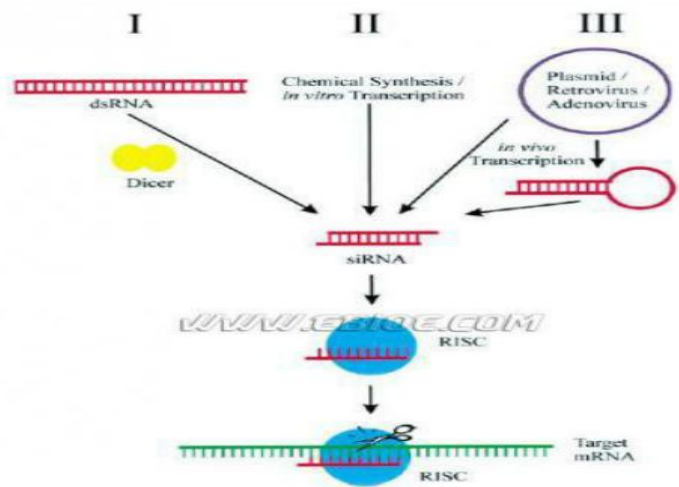 I
II
III
dsRNA
Chemical Synthesis /
in vitro Transcription
Plasmid /
Retrovirus /
Adenovirus
Dicer
in vivo
Transcription
siRNA
WWW.EBIOE.COM
RISC
Target
mRNA
RISC